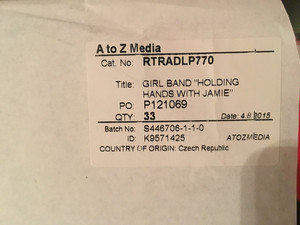 A to Z Media
Cat. No: RTRADLP770
Title: GIRL BAND "HOLDING
HANDS WITH JAMIE"
PO: P121069
QTY: 33 Date: 4.8.2015
Batch No: S446706-1-1-0
ID: K9571425 ATOZMEDIA
COUNTRY OF ORIGIN: Czech Republic